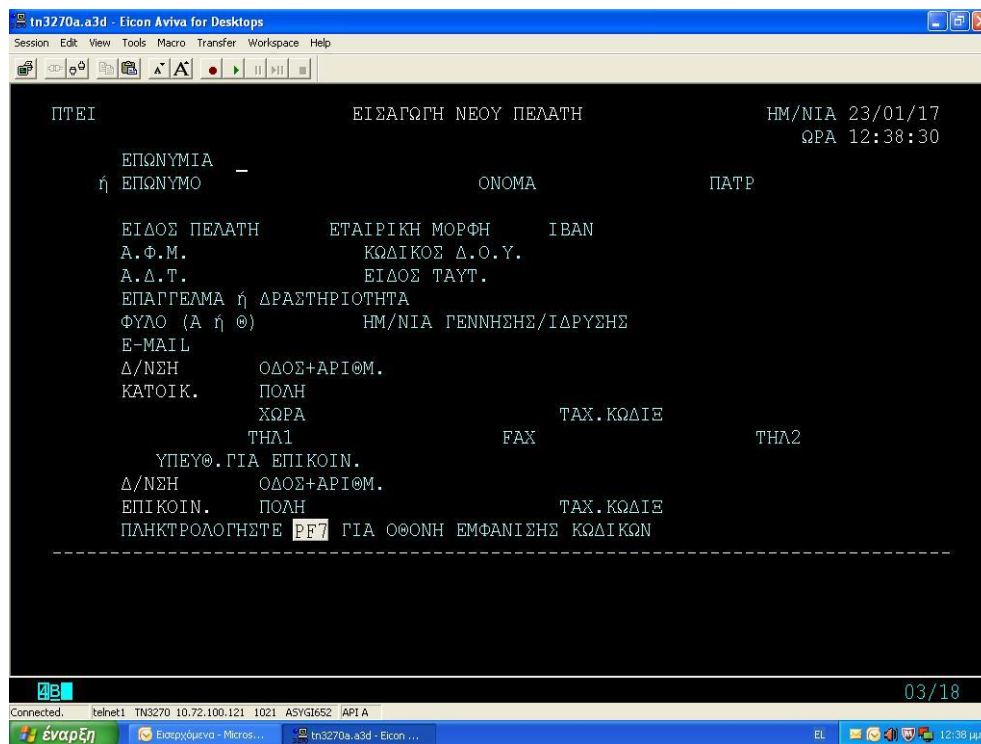 tn3270a.a3d - Eicon Aviva for Desktops
Session Edit View Tools Macro Transfer Workspace Help
ΠΤΕΙ ΕΙΣΑΓΩΓΗ ΝΕΟΥ ΠΕΛΑΤΗ ΗΜ/ΝΙΑ 23/01/17
ΩΡΑ 12:38:30
ΕΠΩΝΥΜΙΑ _
ή ΕΠΩΝΥΜΟ ΟΝΟΜΑ ΠΑΤΡ
ΕΙΔΟΣ ΠΕΛΑΤΗ ΕΤΑΙΡΙΚΗ ΜΟΡΦΗ ΙΒΑΝ
Α.Φ.Μ. ΚΩΔΙΚΟΣ Δ.Ο.Υ.
Α.Δ.Τ. ΕΙΔΟΣ ΤΑΥΤ.
ΕΠΑΓΓΕΛΜΑ ή ΔΡΑΣΤΗΡΙΟΤΗΤΑ
ΦΥΛΟ (Α ή Θ) ΗΜ/ΝΙΑ ΓΕΝΝΗΣΗΣ/ΙΔΡΥΣΗΣ
E-MAIL
Δ/ΝΣΗ ΟΔΟΣ+ΑΡΙΘΜ.
ΚΑΤΟΙΚ. ΠΟΛΗ
ΧΩΡΑ ΤΑΧ.ΚΩΔΙΞ
ΤΗΛ1 FAX ΤΗΛ2
ΥΠΕΥΘ.ΓΙΑ ΕΠΙΚΟΙΝ.
Δ/ΝΣΗ ΟΔΟΣ+ΑΡΙΘΜ.
ΕΠΙΚΟΙΝ. ΠΟΛΗ ΤΑΧ.ΚΩΔΙΞ
ΠΛΗΚΤΡΟΛΟΓΗΣΤΕ PF7 ΓΙΑ ΟΘΟΝΗ ΕΜΦΑΝΙΣΗΣ ΚΩΔΙΚΩΝ
4B 03/18
Connected. telnet1 TN3270 10.72.100.121 1021 ASYGI652 API A
έναρξη Εισερχόμενα - Micros... tn3270a.a3d - Eicon ... EL 12:38 μμ